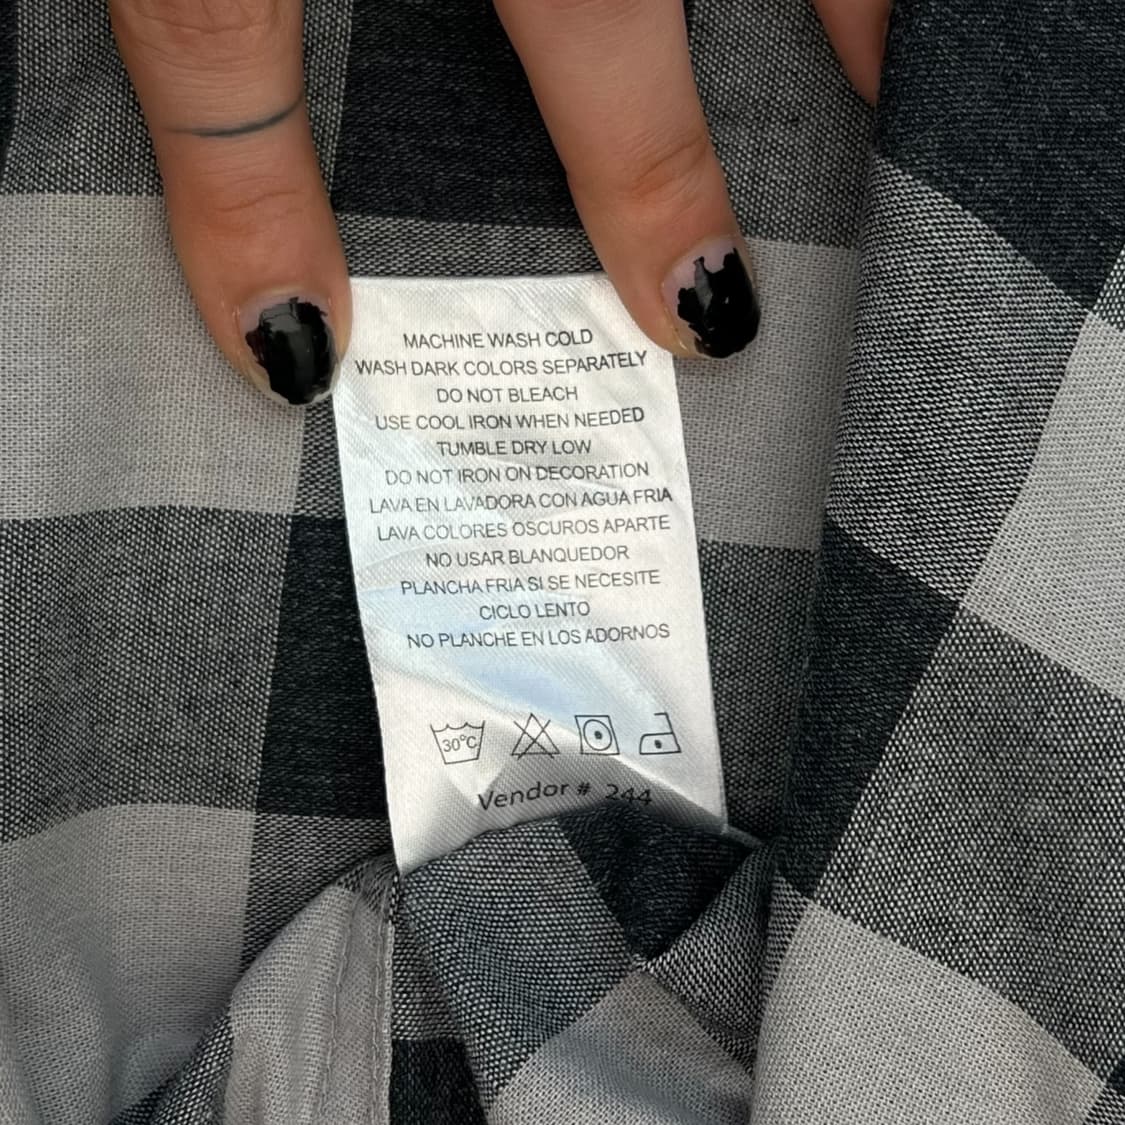 MACHINE WASH COLD
WASH DARK COLORS SEPARATELY
DO NOT BLEACH
USE COOL IRON WHEN NEEDED
TUMBLE DRY LOW
DO NOT IRON ON DECORATION
LAVA EN LAVADORA CON AGUA FRIA
LAVA COLORES OSCUROS APARTE
NO USAR BLANQUEDOR
PLANCHA FRIA SI SE NECESITE
CICLO LENTO
NO PLANCHE EN LOS ADORNOS
30°C
Vendor # 244